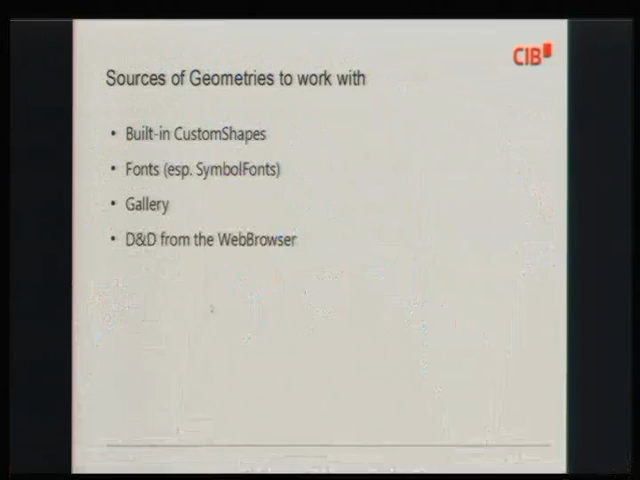 CIB
Sources of Geometries to work with
• Built-in CustomShapes
• Fonts (esp. SymbolFonts)
• Gallery
• D&D from the WebBrowser